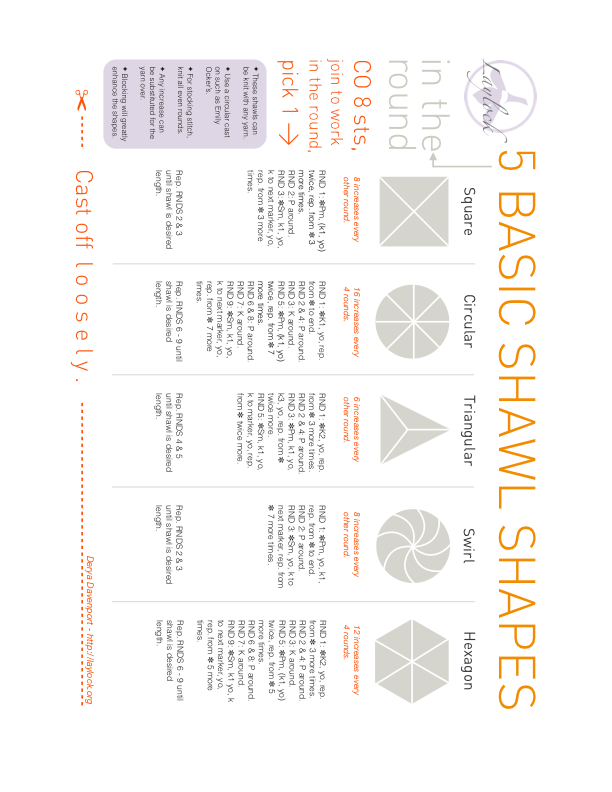 Laylock
5 BASIC SHAWL SHAPES
in the
round
CO 8 sts,
join to work
in the round,
pick 1
✦ These shawls can
be knit with any yarn.
✦ Use a circular cast
on such as Emily
Ocker's.
✦ For stocking stitch,
knit all even rounds.
✦ Any increase can
be substituted for the
yarn over.
✦ Blocking will greatly
enhance the shapes.
Square
8 increases every
other round.
RND 1: ✽Pm, (k1, yo)
twice, rep. from ✽ 3
more times.
RND 2: P around.
RND 3: ✽Sm, k1, yo,
k to next marker, yo,
rep. from ✽ 3 more
times.
Rep. RNDS 2 & 3
until shawl is desired
length.
Circular
16 increases every
4 rounds.
RND 1: ✽K1, yo, rep.
from ✽ to end.
RND 2 & 4: P around.
RND 3: K around.
RND 5: ✽Pm, (k1, yo)
twice, rep. from ✽ 7
more times.
RND 6 & 8: P around.
RND 7: K around.
RND 9: ✽Sm, k1, yo,
k to next marker, yo,
rep. from ✽ 7 more
times.
Rep. RNDS 6 - 9 until
shawl is desired
length.
Triangular
6 increases every
other round.
RND 1: ✽K2, yo, rep.
from ✽ 3 more times.
RND 2 & 4: P around.
RND 3: ✽Pm, k1, yo,
k3, yo, rep. from ✽
twice more.
RND 5: ✽Sm, k1, yo,
k to marker, yo, rep.
from ✽ twice more.
Rep. RNDS 4 & 5
until shawl is desired
length.
Swirl
8 increases every
other round.
RND 1: ✽Pm, yo, k1,
rep. from ✽ to end.
RND 2: P around.
RND 3: ✽Sm, yo, k to
next marker, rep. from
✽ 7 more times.
Rep. RNDS 2 & 3
until shawl is desired
length.
Hexagon
12 increases every
4 rounds.
RND 1: ✽K2, yo, rep.
from ✽ 3 more times.
RND 2 & 4: P around.
RND 3: K around.
RND 5: ✽Pm, (k1, yo)
twice, rep. from ✽ 5
more times.
RND 6 & 8: P around.
RND 7: K around.
RND 9: ✽Sm, k1 yo, k
to next marker, yo,
rep. from ✽ 5 more
times.
Rep. RNDS 6 - 9 until
shawl is desired
length.
Cast off loosely.
Derya Davenport - http://laylock.org